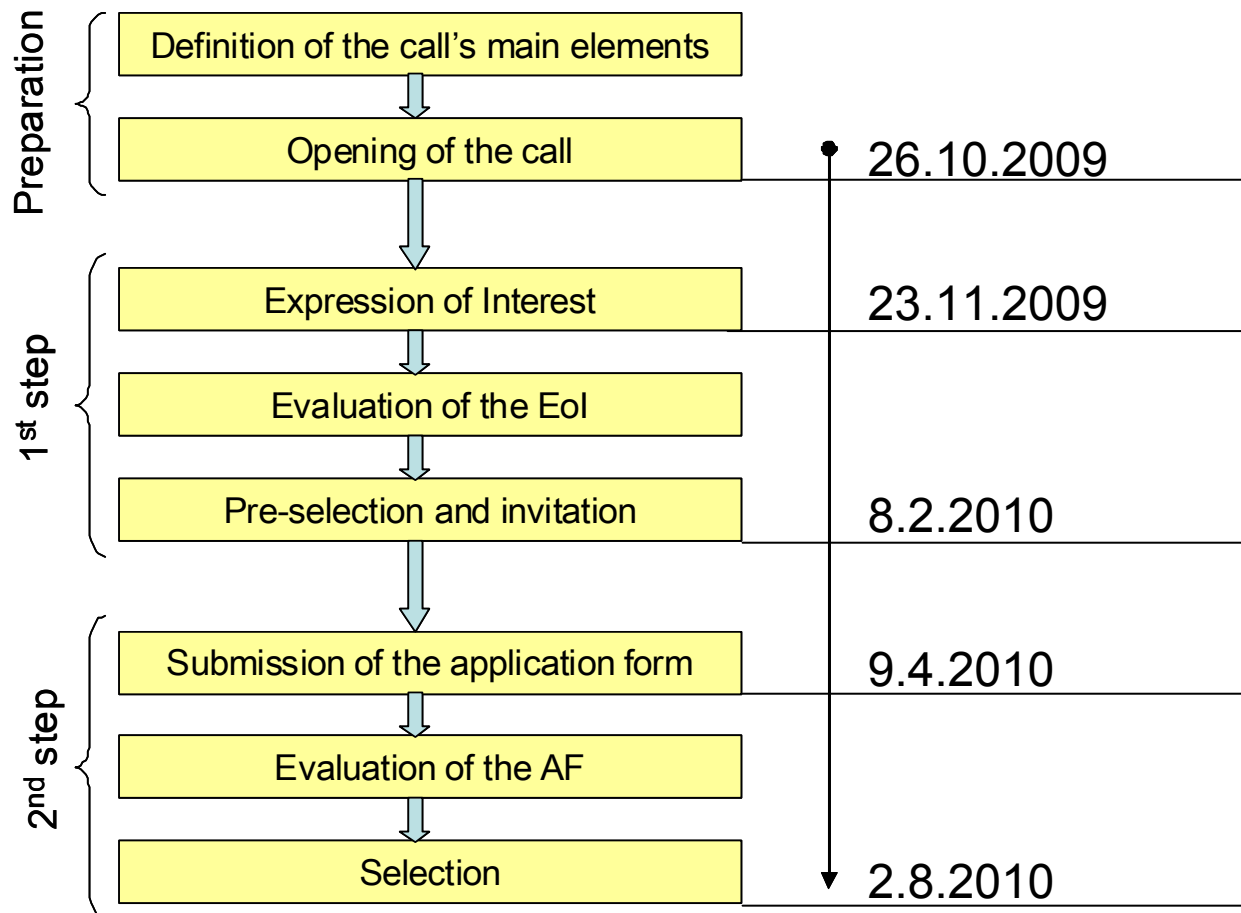 Preparation
Definition of the call's main elements
Opening of the call
26.10.2009
1st step
Expression of Interest
23.11.2009
Evaluation of the EoI
Pre-selection and invitation
8.2.2010
2nd step
Submission of the application form
9.4.2010
Evaluation of the AF
Selection
2.8.2010